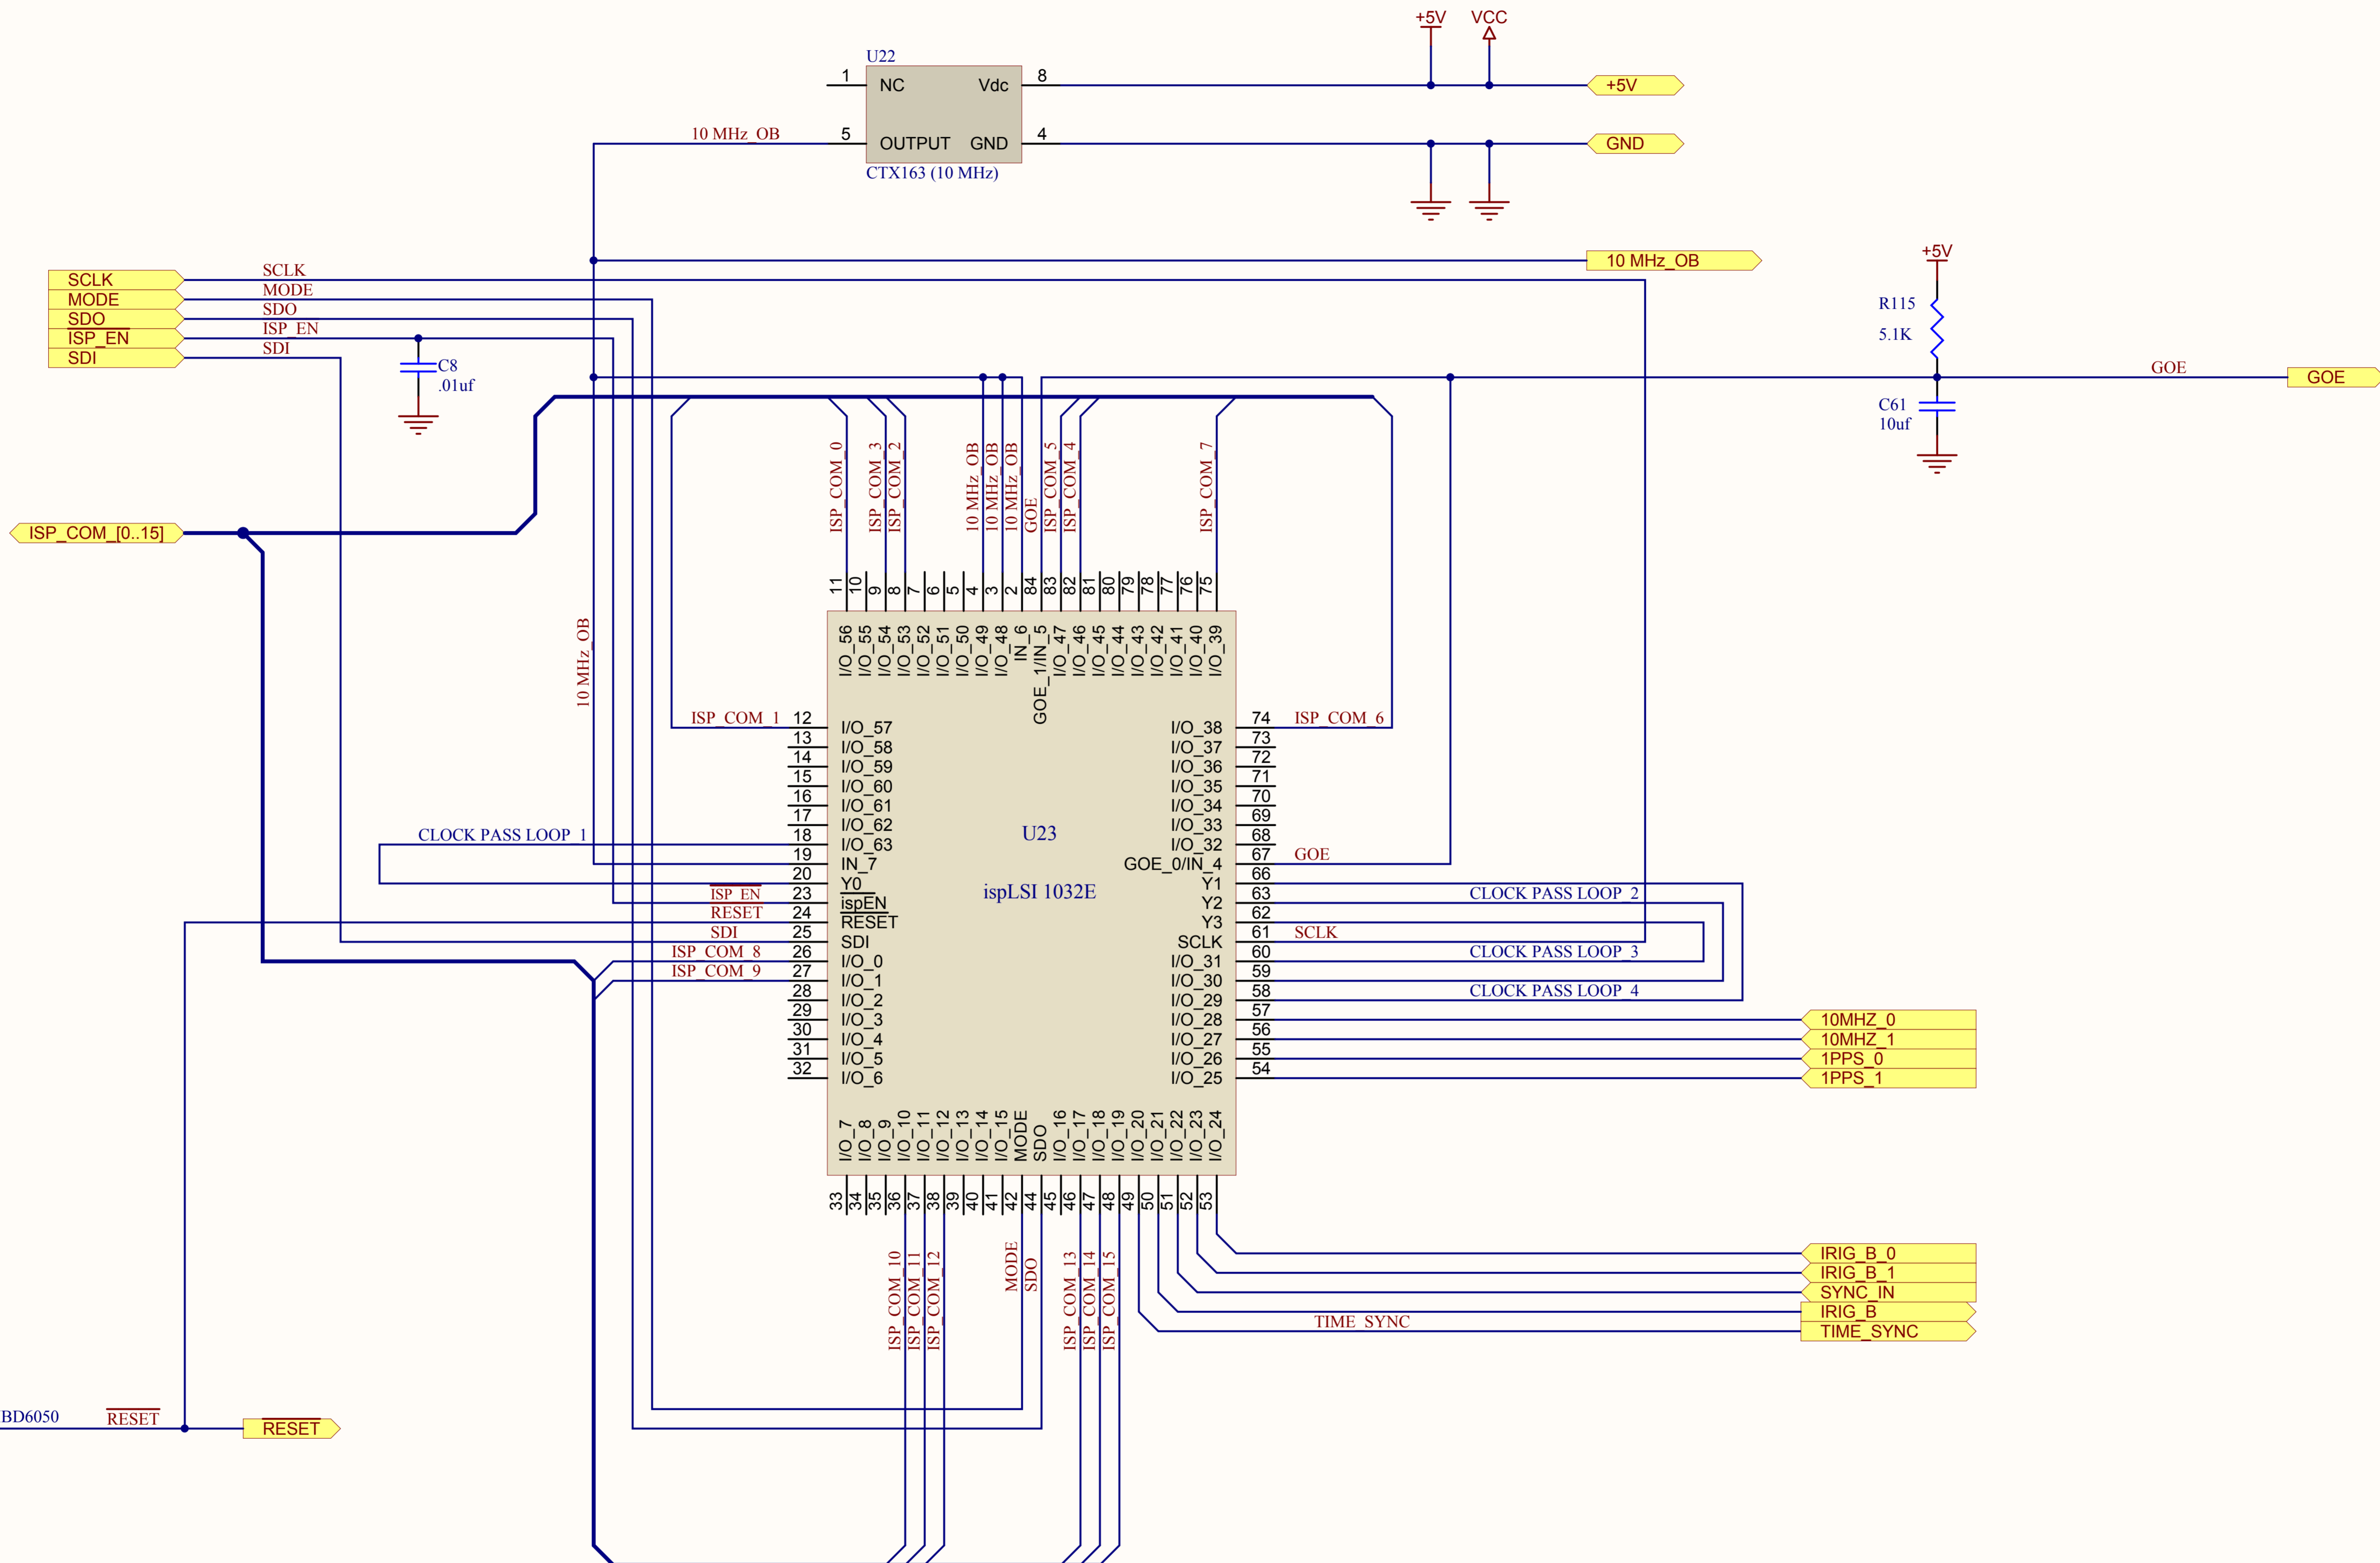 +5V VCC
U22
1 NC Vdc 8 +5V
10 MHz_OB 5 OUTPUT GND 4 GND
CTX163 (10 MHz)
10 MHz_OB
+5V
SCLK SCLK
MODE MODE
SDO SDO
ISP_EN ISP_EN
SDI SDI
R115
5.1K
C8
.01uf
GOE GOE
C61
10uf
ISP_COM_0 ISP_COM_3 ISP_COM_2 10 MHz_OB 10 MHz_OB 10 MHz_OB GOE ISP_COM_5 ISP_COM_4 ISP_COM_7
ISP_COM_[0..15]
11 10 9 8 7 6 5 4 3 2 84 83 82 81 80 79 78 77 76 75
I/O_56 I/O_55 I/O_54 I/O_53 I/O_52 I/O_51 I/O_50 I/O_49 I/O_48 IN_6 GOE_1/IN_5 I/O_47 I/O_46 I/O_45 I/O_44 I/O_43 I/O_42 I/O_41 I/O_40 I/O_39
10 MHz_OB
ISP_COM_1 12 I/O_57 I/O_38 74 ISP_COM_6
13 I/O_58 I/O_37 73
14 I/O_59 I/O_36 72
15 I/O_60 I/O_35 71
16 I/O_61 I/O_34 70
17 I/O_62 I/O_33 69
U23
CLOCK PASS LOOP_1 18 I/O_63 I/O_32 68
19 IN_7 GOE_0/IN_4 67 GOE
20 Y0 Y1 66
ispLSI 1032E
ISP_EN 23 ispEN Y2 63 CLOCK PASS LOOP_2
RESET 24 RESET Y3 62
SDI 25 SDI SCLK 61 SCLK
ISP_COM_8 26 I/O_0 I/O_31 60 CLOCK PASS LOOP_3
ISP_COM_9 27 I/O_1 I/O_30 59
28 I/O_2 I/O_29 58 CLOCK PASS LOOP_4
29 I/O_3 I/O_28 57 10MHZ_0
30 I/O_4 I/O_27 56 10MHZ_1
31 I/O_5 I/O_26 55 1PPS_0
32 I/O_6 I/O_25 54 1PPS_1
I/O_7 I/O_8 I/O_9 I/O_10 I/O_11 I/O_12 I/O_13 I/O_14 I/O_15 MODE SDO I/O_16 I/O_17 I/O_18 I/O_19 I/O_20 I/O_21 I/O_22 I/O_23 I/O_24
33 34 35 36 37 38 39 40 41 42 44 45 46 47 48 49 50 51 52 53
ISP_COM_10 ISP_COM_11 ISP_COM_12 MODE SDO ISP_COM_13 ISP_COM_14 ISP_COM_15
IRIG_B_0
IRIG_B_1
SYNC_IN
IRIG_B
TIME_SYNC TIME_SYNC
BD6050 RESET RESET